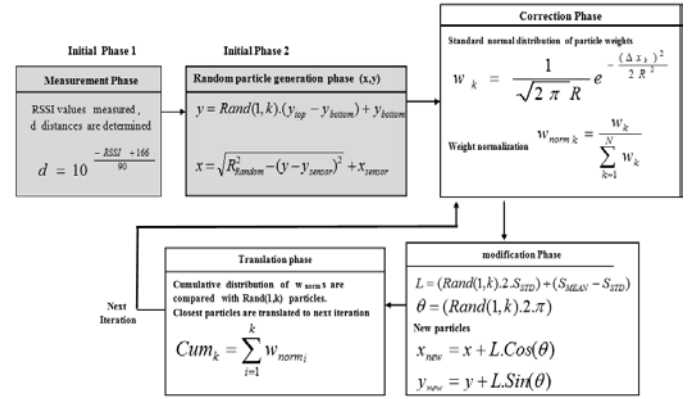 Initial Phase 1
Measurement Phase
RSSI values measured,
d distances are determined
d = 10^((-RSSI +166)/90)
Initial Phase 2
Random particle generation phase (x,y)
y = Rand(1,k).(y_top − y_bottom) + y_bottom
x = √(R²_Random −(y − y_sensor)²) + x_sensor
Correction Phase
Standard normal distribution of particle weights
w_k = 1/(√(2π) R) e^(−(Δx_k)²/(2R²))
Weight normalization w_norm k = w_k / ∑_{k=1}^{N} w_k
modification Phase
L = (Rand(1,k).2.S_STD) + (S_MEAN − S_STD)
θ = (Rand(1,k).2.π)
New particles
x_new = x + L.Cos(θ)
y_new = y + L.Sin(θ)
Translation phase
Cumulative distribution of w_norm s are
compared with Rand(1,k) particles.
Closest particles are translated to next iteration
Cum_k = ∑_{i=1}^{k} w_norm_i
Next
Iteration